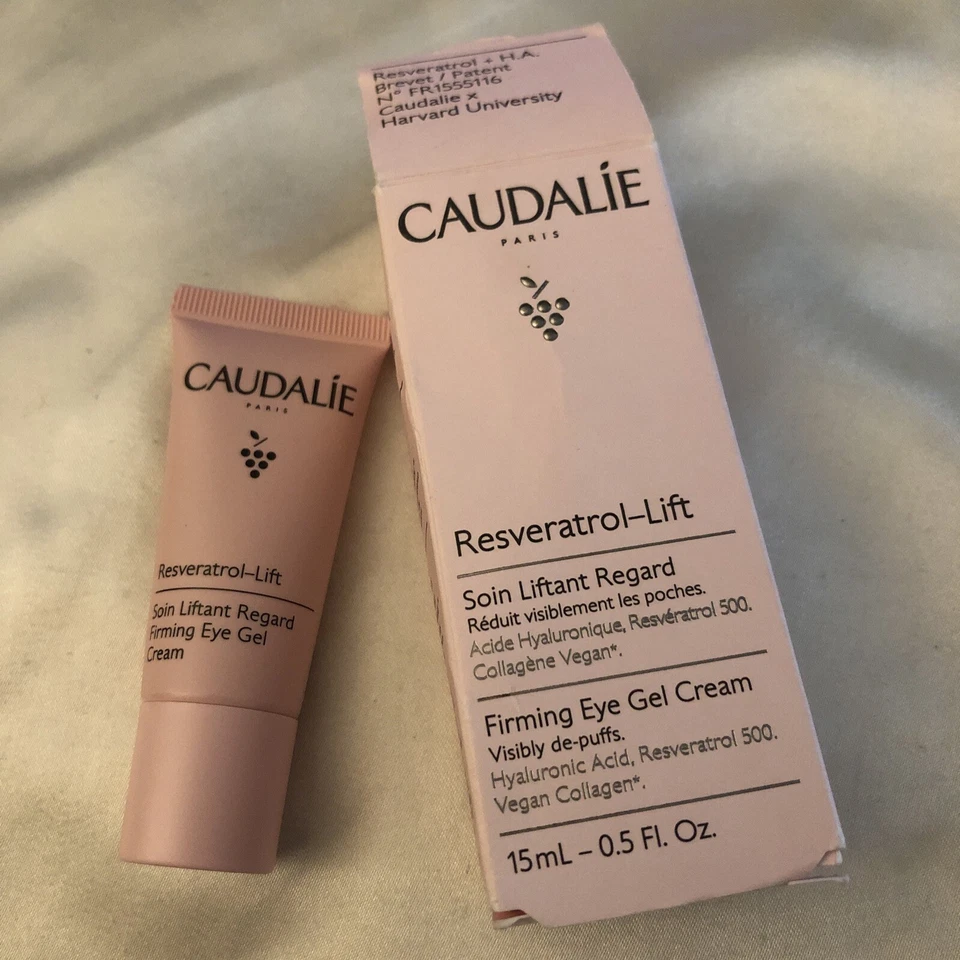 Resveratrol + H.A.
Brevet / Patent
N° FR1555116
Caudalie x
Harvard University
CAUDALÍE
PARIS
Resveratrol–Lift
Soin Liftant Regard
Réduit visiblement les poches.
Acide Hyaluronique, Resvératrol 500.
Collagène Vegan*.
Firming Eye Gel Cream
Visibly de-puffs.
Hyaluronic Acid, Resveratrol 500.
Vegan Collagen*.
15mL – 0.5 Fl. Oz.
CAUDALÍE
PARIS
Resveratrol–Lift
Soin Liftant Regard
Firming Eye Gel
Cream